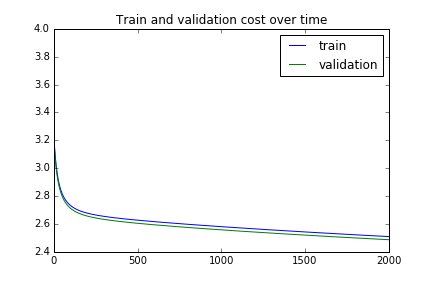 Train and validation cost over time
4.0
3.8
3.6
3.4
3.2
3.0
2.8
2.6
2.4
train
validation
0 500 1000 1500 2000